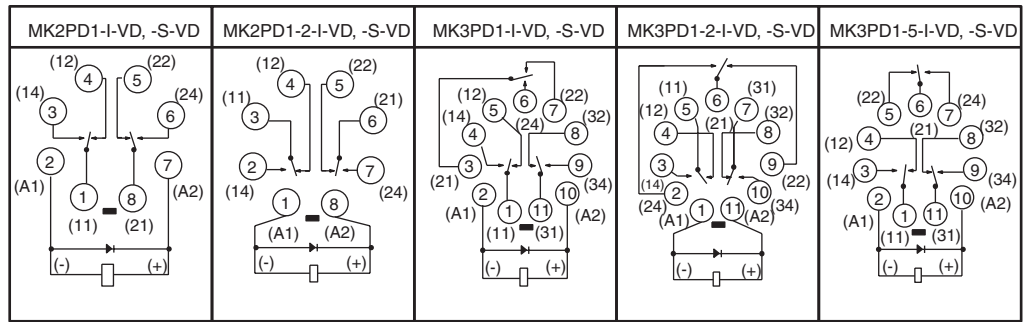 MK2PD1-I-VD, -S-VD
(12) (22)
4 5
(14) (24)
3 6
2 7
(A1) (A2)
1 8
(11) (21)
(-) (+)
MK2PD1-2-I-VD, -S-VD
(12) (22)
4 5
(11) (21)
3 6
2 7
(14) (24)
1 8
(A1) (A2)
(-) (+)
MK3PD1-I-VD, -S-VD
6
(12) 5 7 (22)
(14) (24) (32)
4 8
3 9
(21) (34)
2 10
(A1) 1 11 (A2)
(11) (31)
(-) (+)
MK3PD1-2-I-VD, -S-VD
(11) 6 (31)
5 7
(12) (21) (32)
4 8
3 9
(14) (22)
2 10
(24) (34)
(A1) 1 11 (A2)
(-) (+)
MK3PD1-5-I-VD, -S-VD
6
(22) 5 7 (24)
(12) 4 (21) 8 (32)
3 9
(14) (34)
2 10
(A1) 1 11 (A2)
(11) (31)
(-) (+)